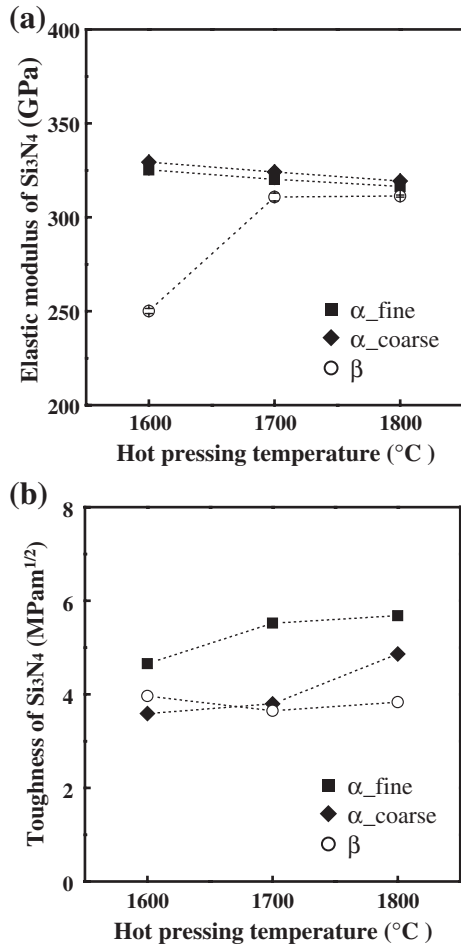 (a)
400
350
300
250
200
Elastic modulus of Si₃N₄ (GPa)
α_fine
α_coarse
β
1600 1700 1800
Hot pressing temperature (°C )
(b)
8
6
4
2
0
Toughness of Si₃N₄ (MPam¹/²)
α_fine
α_coarse
β
1600 1700 1800
Hot pressing temperature (°C )